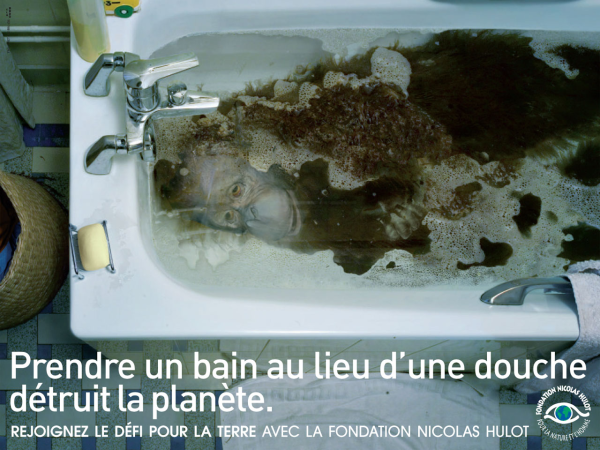 Prendre un bain au lieu d'une douche
détruit la planète.
REJOIGNEZ LE DÉFI POUR LA TERRE AVEC LA FONDATION NICOLAS HULOT
FONDATION NICOLAS HULOT
POUR LA NATURE ET L'HOMME